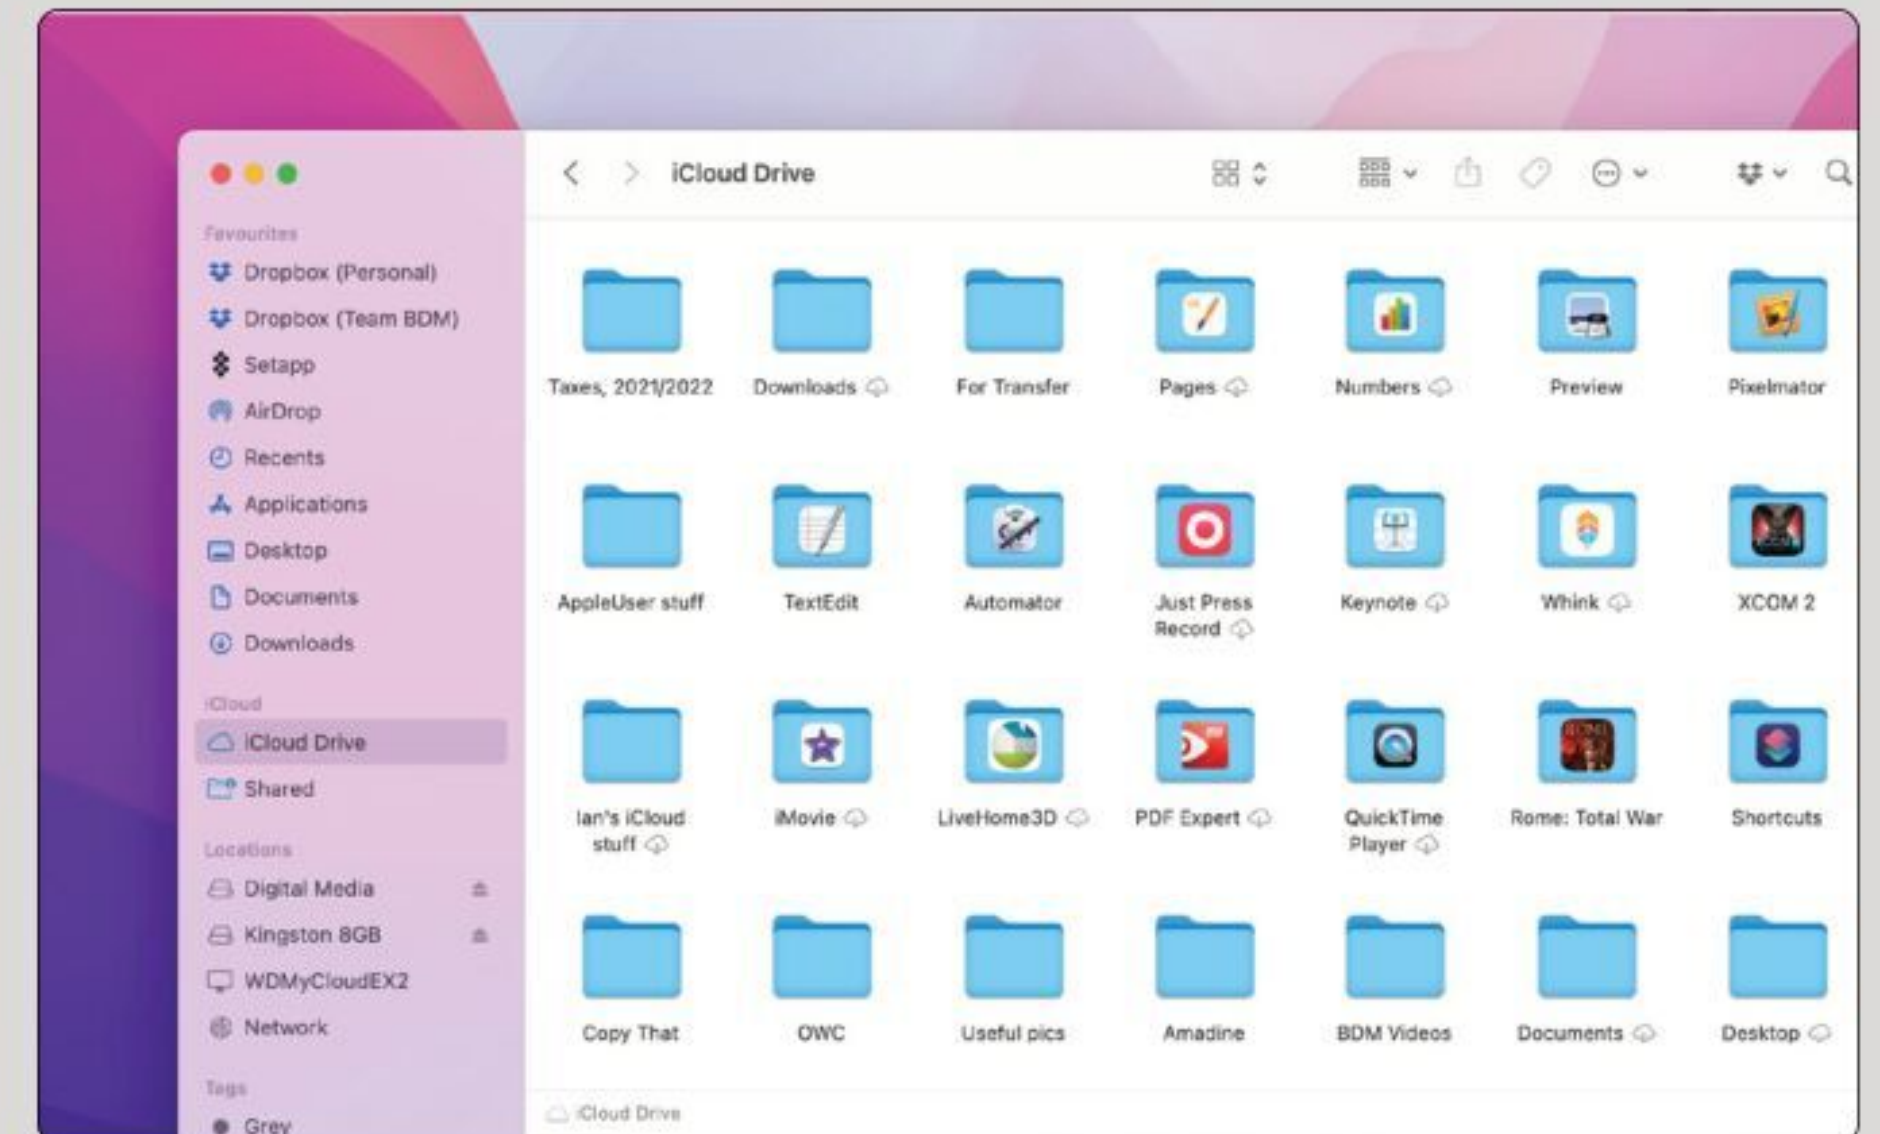 iCloud Drive
Favourites
Dropbox (Personal)
Dropbox (Team BDM)
Setapp
AirDrop
Recents
Applications
Desktop
Documents
Downloads
iCloud
iCloud Drive
Shared
Locations
Digital Media
Kingston 8GB
WDMyCloudEX2
Network
Tags
Grey
Taxes, 2021/2022
Downloads
For Transfer
Pages
Numbers
Preview
Pixelmator
AppleUser stuff
TextEdit
Automator
Just Press
Record
Keynote
Whink
XCOM 2
Ian's iCloud
stuff
iMovie
LiveHome3D
PDF Expert
QuickTime
Player
Rome: Total War
Shortcuts
Copy That
OWC
Useful pics
Amadine
BDM Videos
Documents
Desktop
iCloud Drive